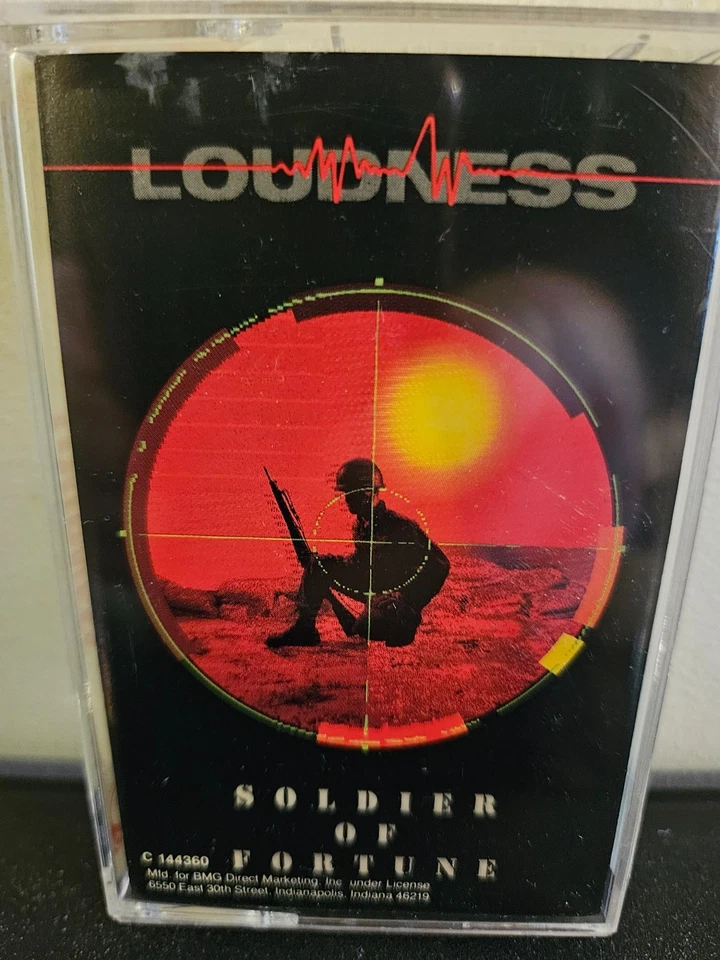 LOUDNESS
SOLDIER
OF
FORTUNE
C 144360
Mfd. for BMG Direct Marketing, Inc. under License
6550 East 30th Street, Indianapolis, Indiana 46219